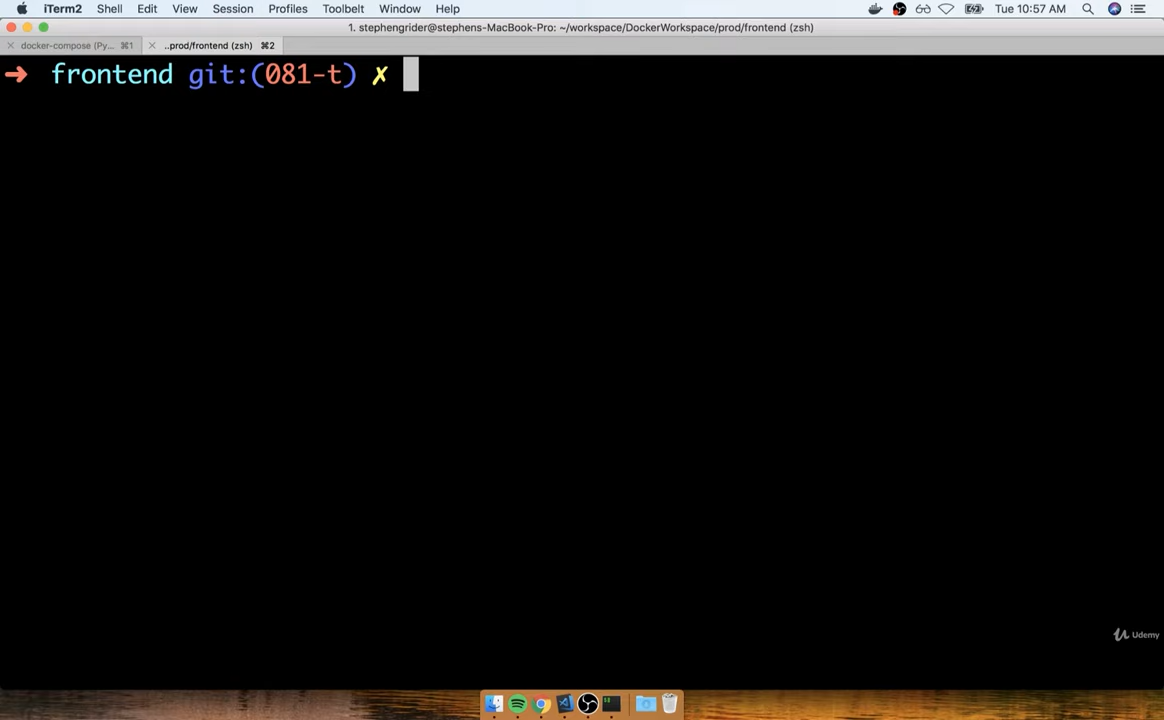 iTerm2 Shell Edit View Session Profiles Toolbelt Window Help Tue 10:57 AM
1. stephengrider@stephens-MacBook-Pro: ~/workspace/DockerWorkspace/prod/frontend (zsh)
docker-compose (Py... ⌘1 ..prod/frontend (zsh) ⌘2
➜ frontend git:(081-t) ✗
Udemy